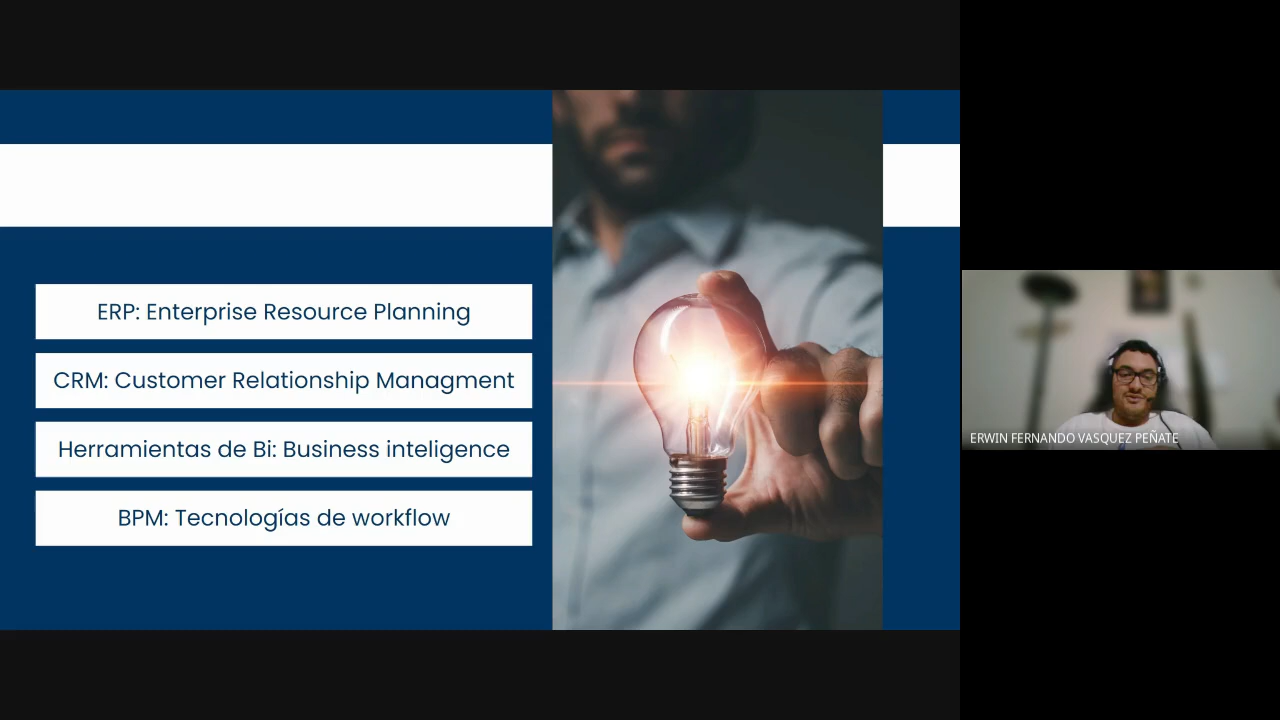 ERP: Enterprise Resource Planning
CRM: Customer Relationship Managment
Herramientas de Bi: Business inteligence
BPM: Tecnologías de workflow
ERWIN FERNANDO VASQUEZ PEÑATE